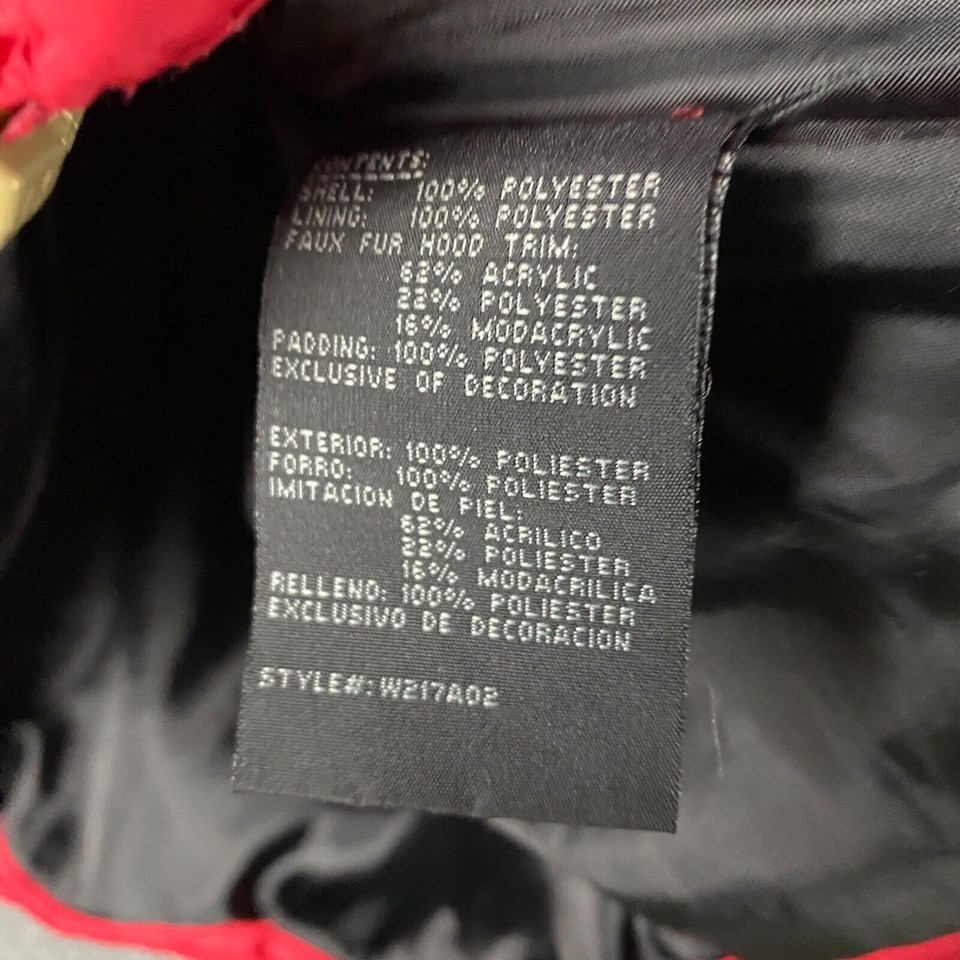 CONTENTS:
SHELL: 100% POLYESTER
LINING: 100% POLYESTER
FAUX FUR HOOD TRIM:
62% ACRYLIC
22% POLYESTER
16% MODACRYLIC
PADDING: 100% POLYESTER
EXCLUSIVE OF DECORATION
EXTERIOR: 100% POLIESTER
FORRO: 100% POLIESTER
IMITACION DE PIEL:
62% ACRILICO
22% POLIESTER
16% MODACRILICA
RELLENO: 100% POLIESTER
EXCLUSIVO DE DECORACION
STYLE#: W217A02